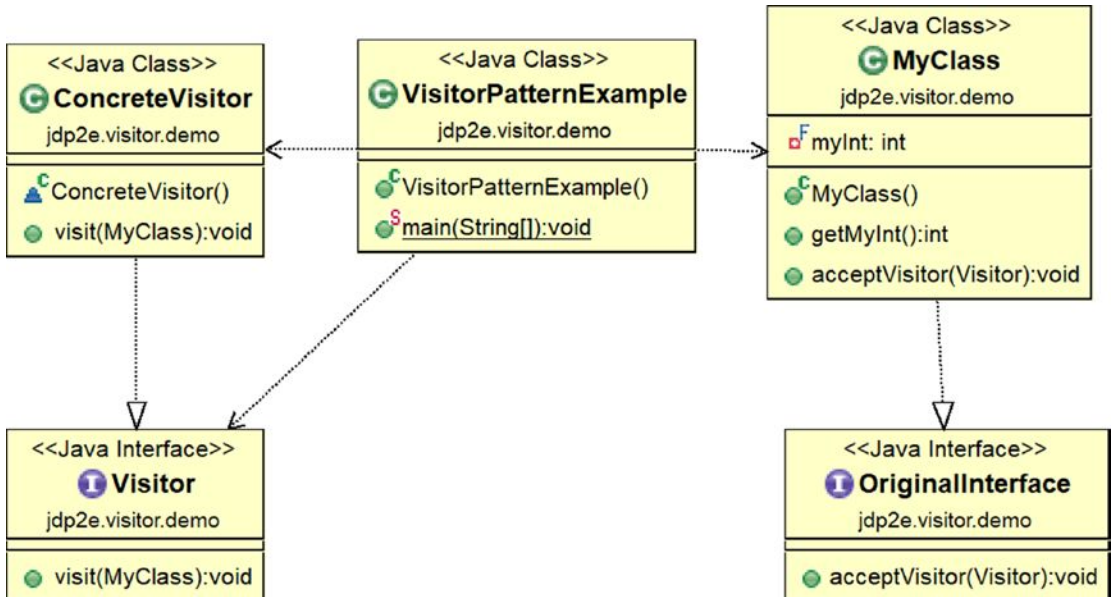 <<Java Class>>
ConcreteVisitor
jdp2e.visitor.demo
ConcreteVisitor()
visit(MyClass):void
<<Java Class>>
VisitorPatternExample
jdp2e.visitor.demo
VisitorPatternExample()
main(String[]):void
<<Java Class>>
MyClass
jdp2e.visitor.demo
myInt: int
MyClass()
getMyInt():int
acceptVisitor(Visitor):void
<<Java Interface>>
Visitor
jdp2e.visitor.demo
visit(MyClass):void
<<Java Interface>>
OriginalInterface
jdp2e.visitor.demo
acceptVisitor(Visitor):void